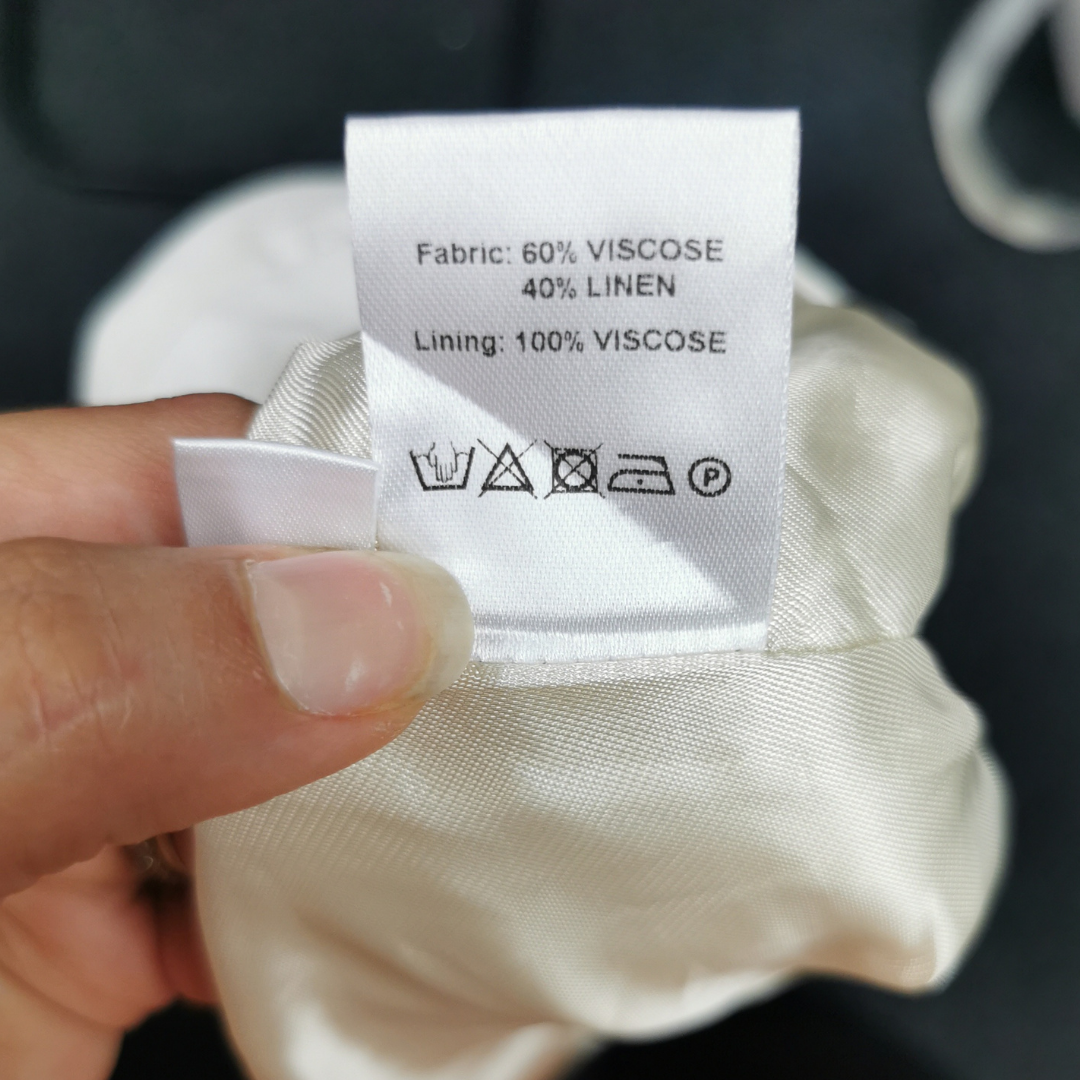 Fabric: 60% VISCOSE
40% LINEN
Lining: 100% VISCOSE
P